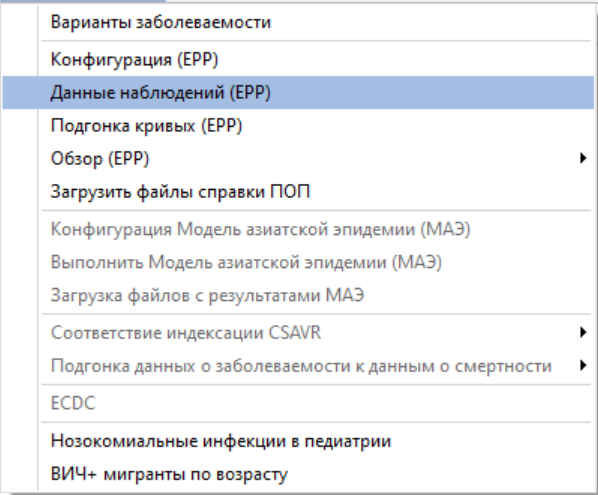 Варианты заболеваемости
Конфигурация (EPP)
Данные наблюдений (EPP)
Подгонка кривых (EPP)
Обзор (EPP)
Загрузить файлы справки ПОП
Конфигурация Модель азиатской эпидемии (МАЭ)
Выполнить Модель азиатской эпидемии (МАЭ)
Загрузка файлов с результатами МАЭ
Соответствие индексации CSAVR
Подгонка данных о заболеваемости к данным о смертности
ECDC
Нозокомиальные инфекции в педиатрии
ВИЧ+ мигранты по возрасту